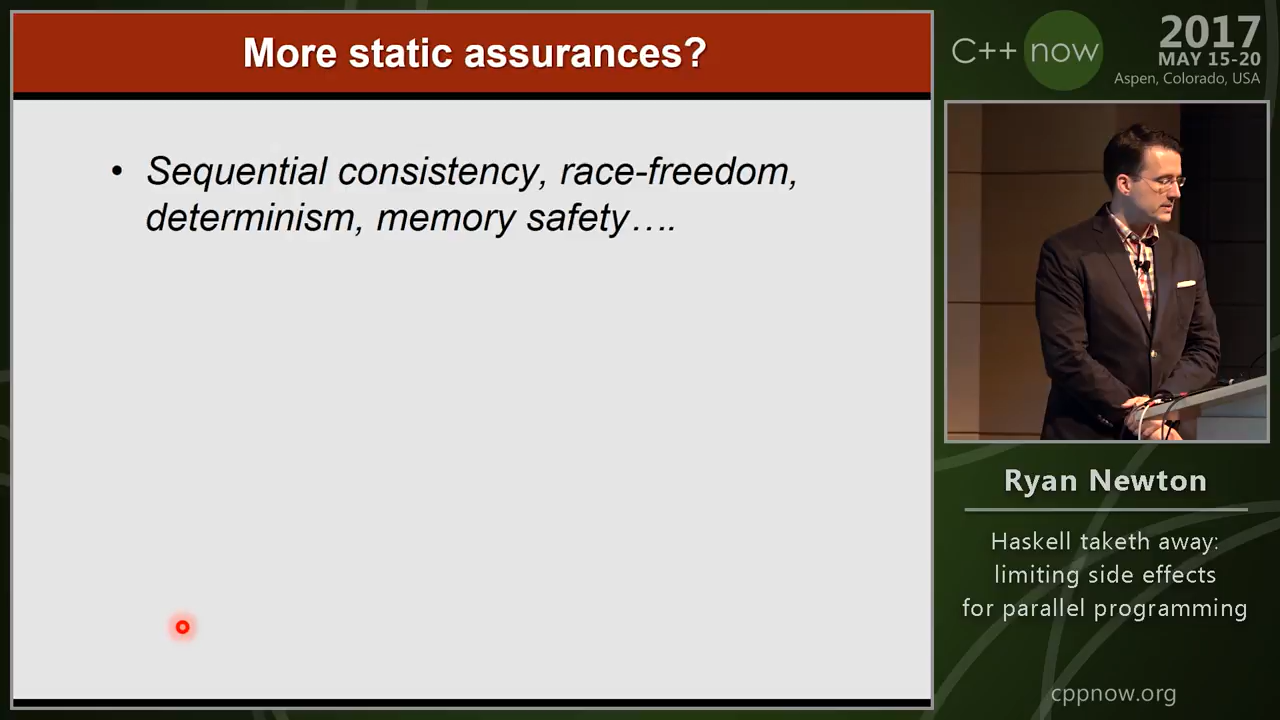 More static assurances?
• Sequential consistency, race-freedom,
determinism, memory safety….
C++ now
2017
MAY 15-20
Aspen, Colorado, USA
Ryan Newton
Haskell taketh away:
limiting side effects
for parallel programming
cppnow.org